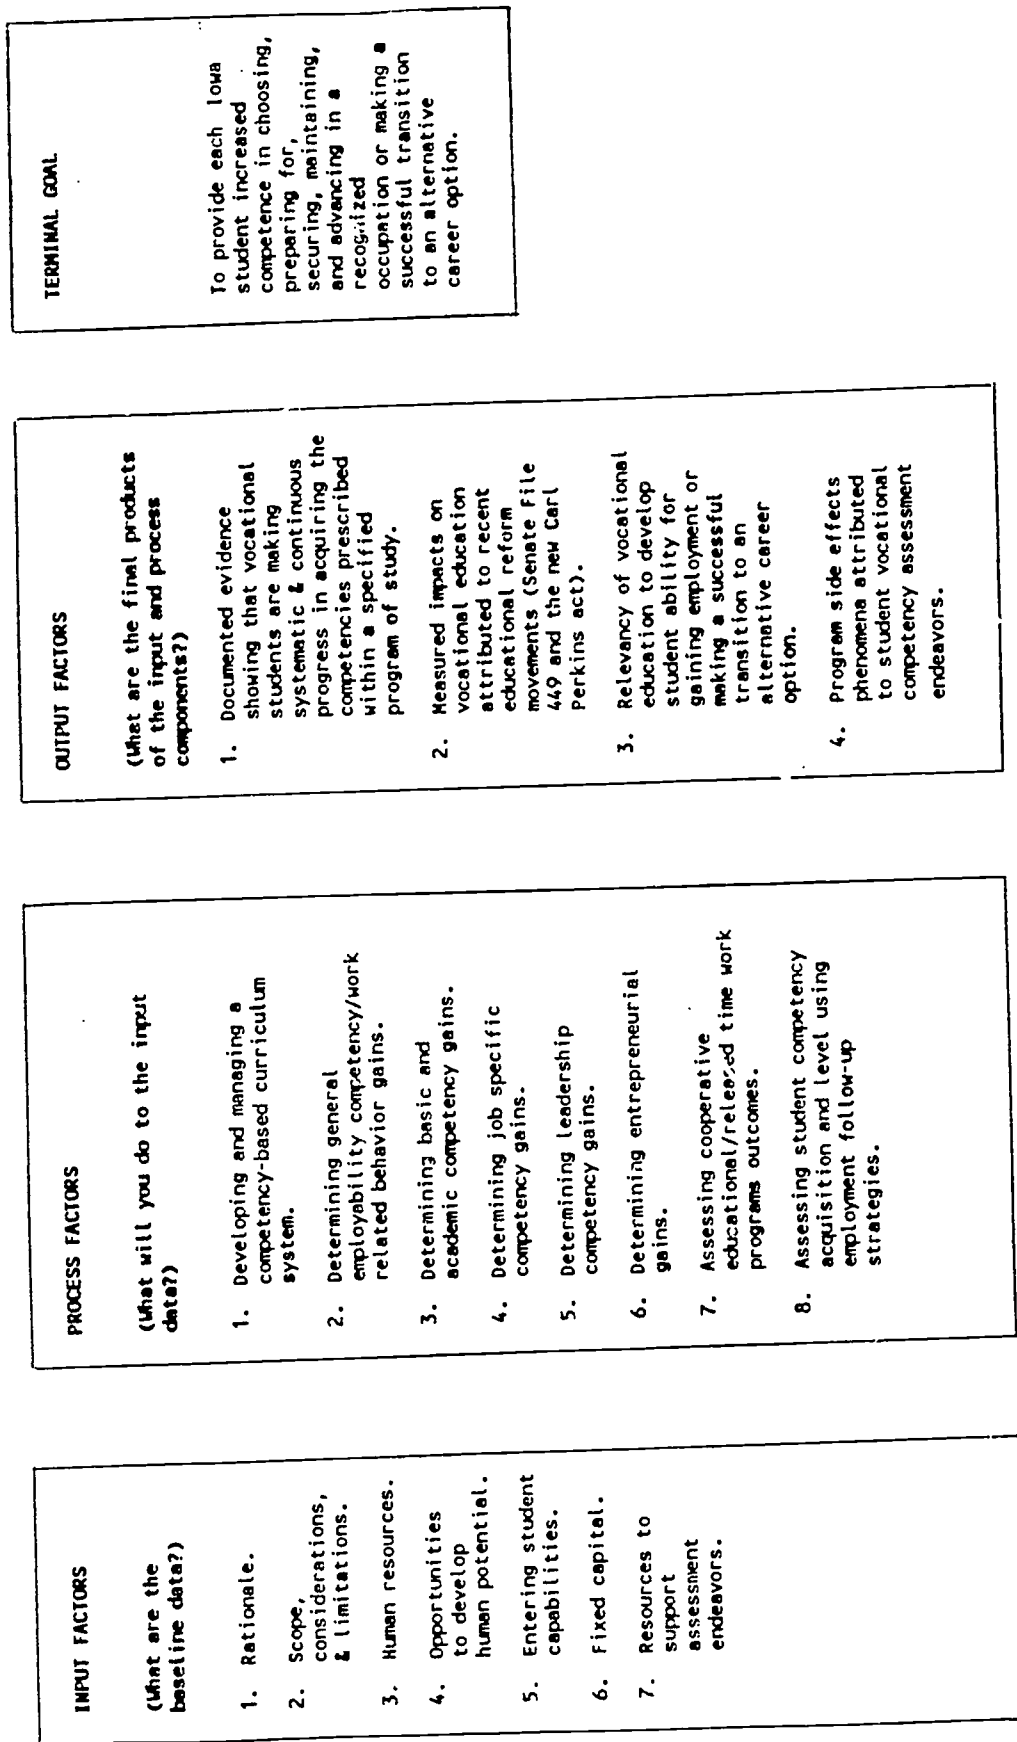 INPUT FACTORS
(What are the
baseline data?)
1. Rationale.
2. Scope,
considerations,
& limitations.
3. Human resources.
4. Opportunities
to develop
human potential.
5. Entering student
capabilities.
6. Fixed capital.
7. Resources to
support
assessment
endeavors.
PROCESS FACTORS
(What will you do to the input
data?)
1. Developing and managing a
competency-based curriculum
system.
2. Determining general
employability competency/work
related behavior gains.
3. Determining basic and
academic competency gains.
4. Determining job specific
competency gains.
5. Determining leadership
competency gains.
6. Determining entrepreneurial
gains.
7. Assessing cooperative
educational/released time work
programs outcomes.
8. Assessing student competency
acquisition and level using
employment follow-up
strategies.
OUTPUT FACTORS
(What are the final products
of the input and process
components?)
1. Documented evidence
showing that vocational
students are making
systematic & continuous
progress in acquiring the
competencies prescribed
within a specified
program of study.
2. Measured impacts on
vocational education
attributed to recent
educational reform
movements (Senate File
449 and the new Carl
Perkins act).
3. Relevancy of vocational
education to develop
student ability for
gaining employment or
making a successful
transition to an
alternative career
option.
4. Program side effects
phenomena attributed
to student vocational
competency assessment
endeavors.
TERMINAL GOAL
To provide each Iowa
student increased
competence in choosing,
preparing for,
securing, maintaining,
and advancing in a
recognized
occupation or making a
successful transition
to an alternative
career option.